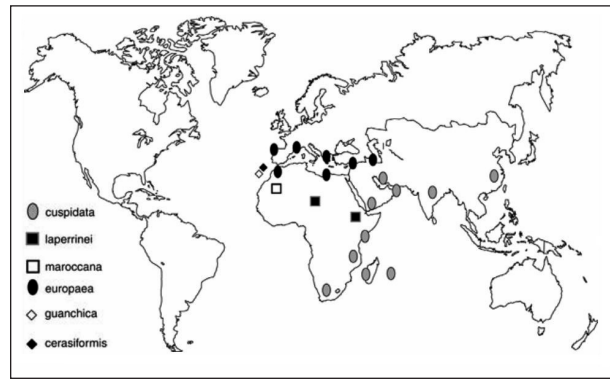 cuspidata
laperrinei
maroccana
europaea
guanchica
cerasiformis